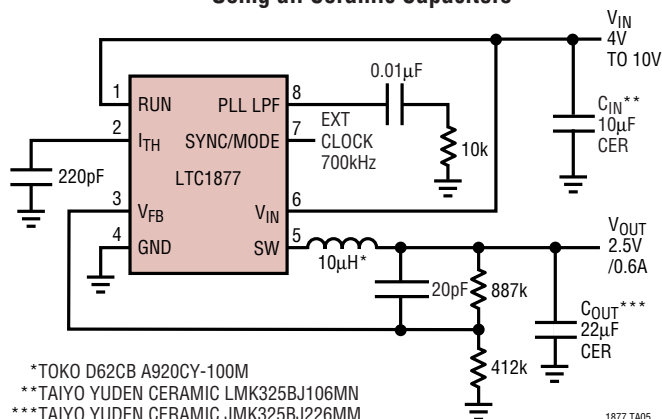 Using all Ceramic Capacitors
VIN
4V
TO 10V
0.01µF
1
RUN
PLL LPF
8
2
ITH
SYNC/MODE
7
EXT
CLOCK
700kHz
10k
CIN**
10µF
CER
220pF
LTC1877
3
VFB
VIN
6
4
GND
SW
5
10µH*
VOUT
2.5V
/0.6A
20pF
887k
COUT***
22µF
CER
412k
*TOKO D62CB A920CY-100M
**TAIYO YUDEN CERAMIC LMK325BJ106MN
***TAIYO YUDEN CERAMIC JMK325BJ226MM
1877 TA05